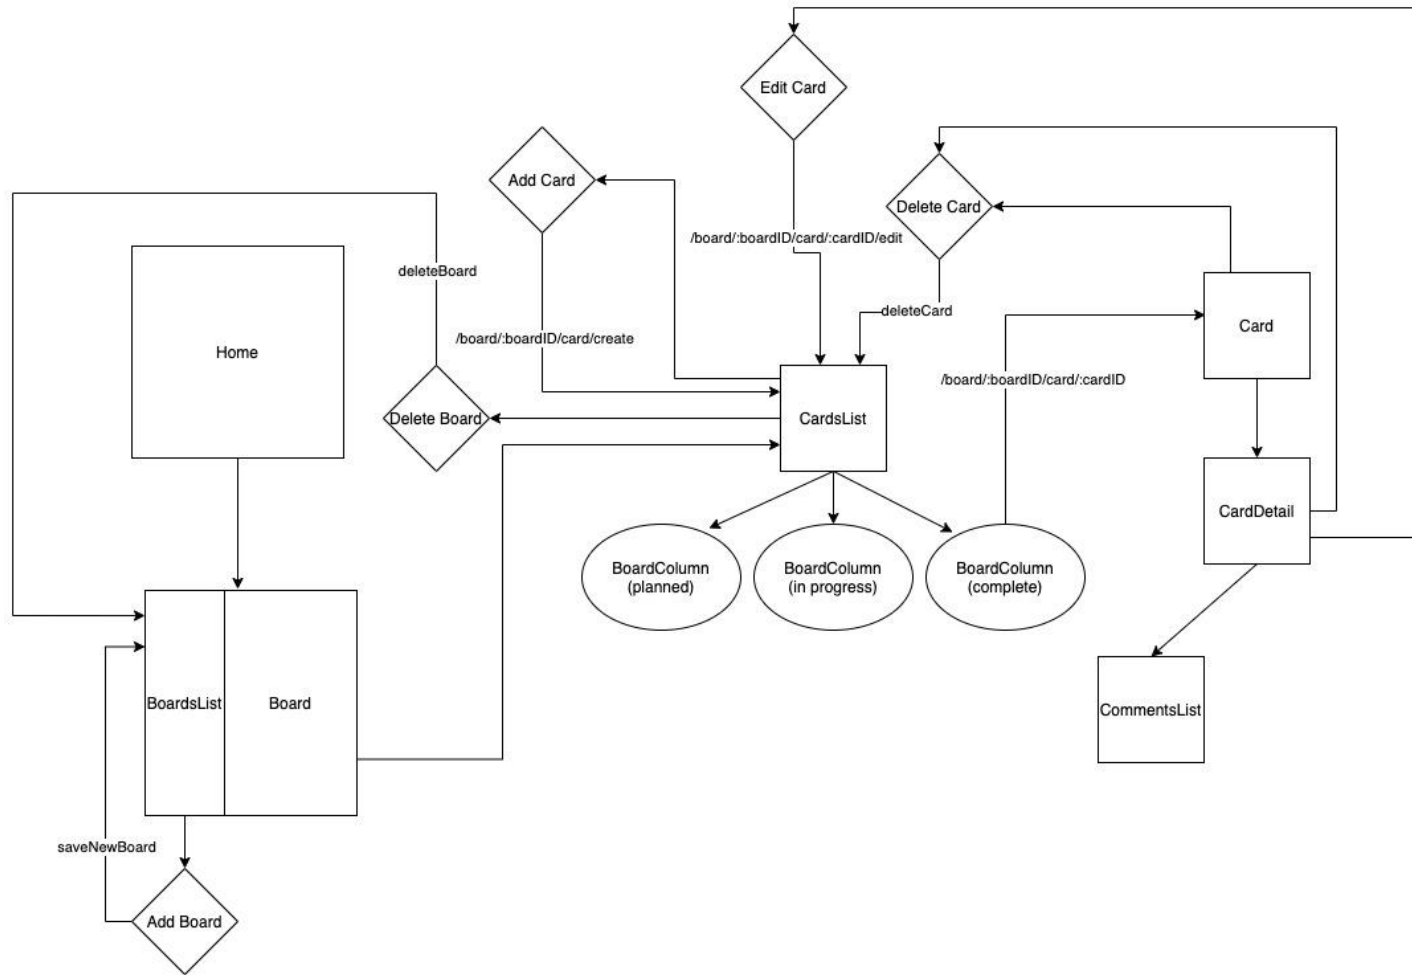 Edit Card
Add Card
Delete Card
/board/:boardID/card/:cardID/edit
deleteBoard
deleteCard
Card
/board/:boardID/card/create
Home
/board/:boardID/card/:cardID
Delete Board
CardsList
CardDetail
BoardColumn
(planned)
BoardColumn
(in progress)
BoardColumn
(complete)
BoardsList
Board
CommentsList
saveNewBoard
Add Board